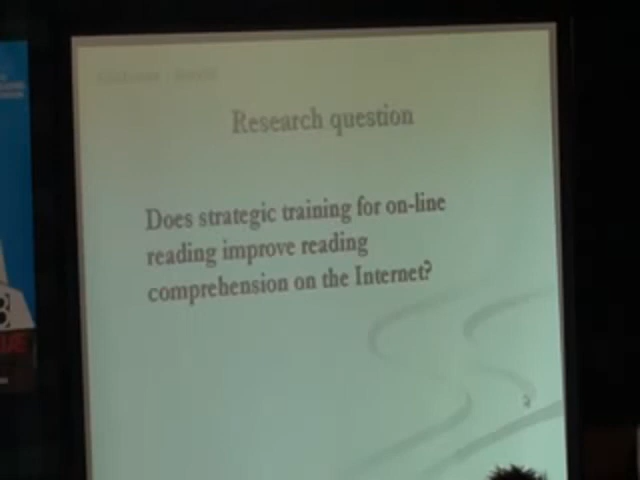 Research question
Does strategic training for on-line
reading improve reading
comprehension on the Internet?